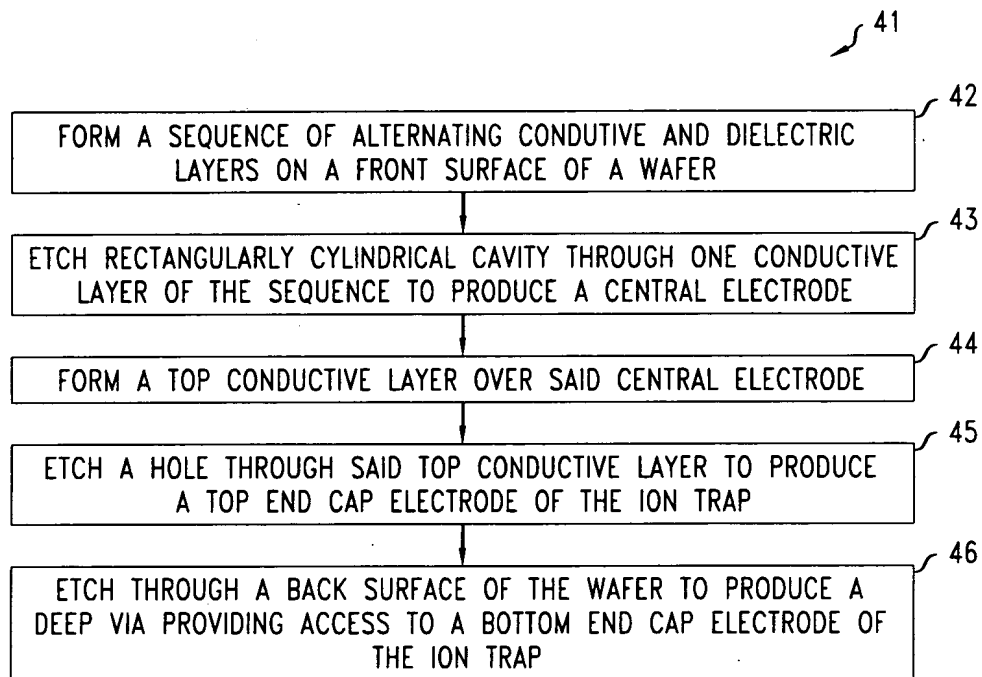 41
42
FORM A SEQUENCE OF ALTERNATING CONDUTIVE AND DIELECTRIC
LAYERS ON A FRONT SURFACE OF A WAFER
43
ETCH RECTANGULARLY CYLINDRICAL CAVITY THROUGH ONE CONDUCTIVE
LAYER OF THE SEQUENCE TO PRODUCE A CENTRAL ELECTRODE
44
FORM A TOP CONDUCTIVE LAYER OVER SAID CENTRAL ELECTRODE
45
ETCH A HOLE THROUGH SAID TOP CONDUCTIVE LAYER TO PRODUCE
A TOP END CAP ELECTRODE OF THE ION TRAP
46
ETCH THROUGH A BACK SURFACE OF THE WAFER TO PRODUCE A
DEEP VIA PROVIDING ACCESS TO A BOTTOM END CAP ELECTRODE OF
THE ION TRAP